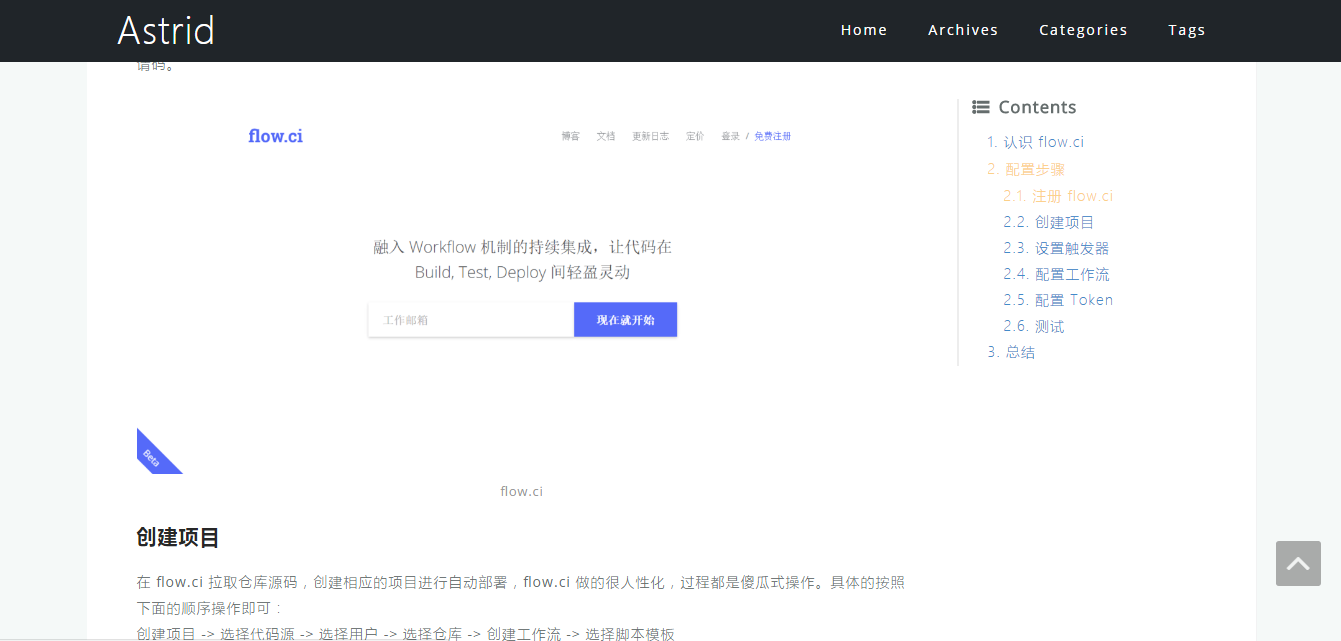 Astrid
Home Archives Categories Tags
请码。
flow.ci
博客 文档 更新日志 定价 登录 / 免费注册
融入 Workflow 机制的持续集成，让代码在
Build, Test, Deploy 间轻盈灵动
工作邮箱 现在就开始
Beta
flow.ci
创建项目
在 flow.ci 拉取仓库源码，创建相应的项目进行自动部署，flow.ci 做的很人性化，过程都是傻瓜式操作。具体的按照
下面的顺序操作即可：
创建项目 -> 选择代码源 -> 选择用户 -> 选择仓库 -> 创建工作流 -> 选择脚本模板
Contents
1. 认识 flow.ci
2. 配置步骤
2.1. 注册 flow.ci
2.2. 创建项目
2.3. 设置触发器
2.4. 配置工作流
2.5. 配置 Token
2.6. 测试
3. 总结